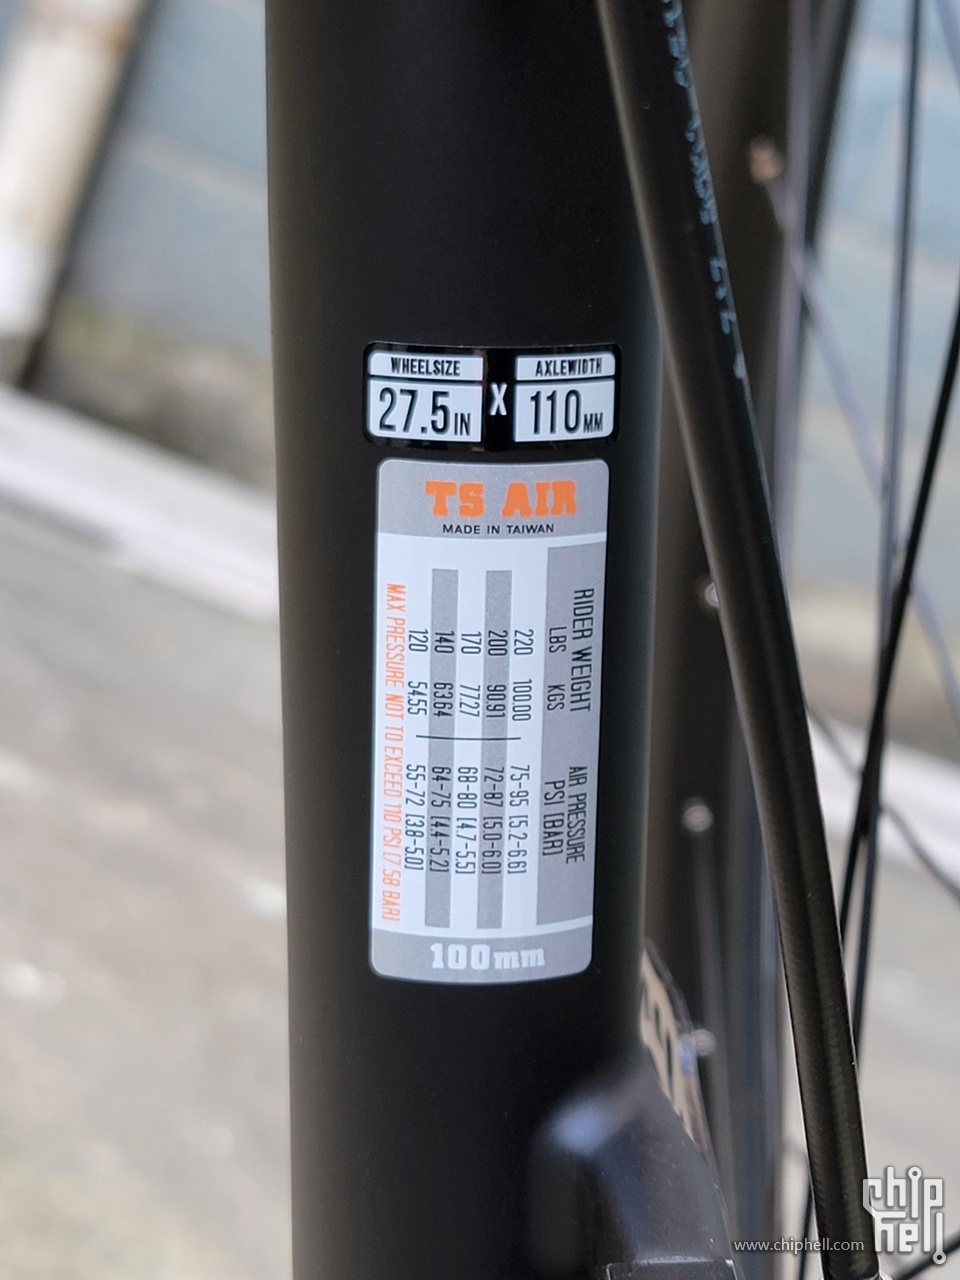 WHEELSIZE
27.5IN
X
AXLEWIDTH
110MM
TS AIR
MADE IN TAIWAN
RIDER WEIGHT AIR PRESSURE
LBS KGS PSI [BAR]
220 100.00 75-95 [5.2-6.6]
200 90.91 72-87 [5.0-6.0]
170 77.27 68-80 [4.7-5.5]
140 63.64 64-75 [4.4-5.2]
120 54.55 55-72 [3.8-5.0]
MAX PRESSURE NOT TO EXCEED 110 PSI [7.58 BAR]
100mm
chip
hell
www.chiphell.com